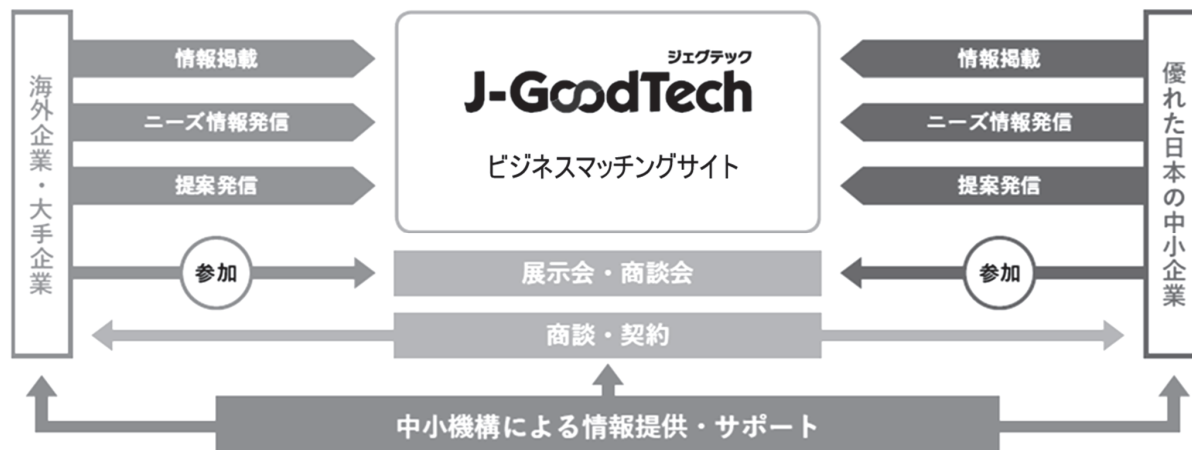 海外企業・大手企業
情報掲載
ニーズ情報発信
提案発信
参加
ジェグテック
J-GoodTech
ビジネスマッチングサイト
展示会・商談会
商談・契約
情報掲載
ニーズ情報発信
提案発信
参加
優れた日本の中小企業
中小機構による情報提供・サポート